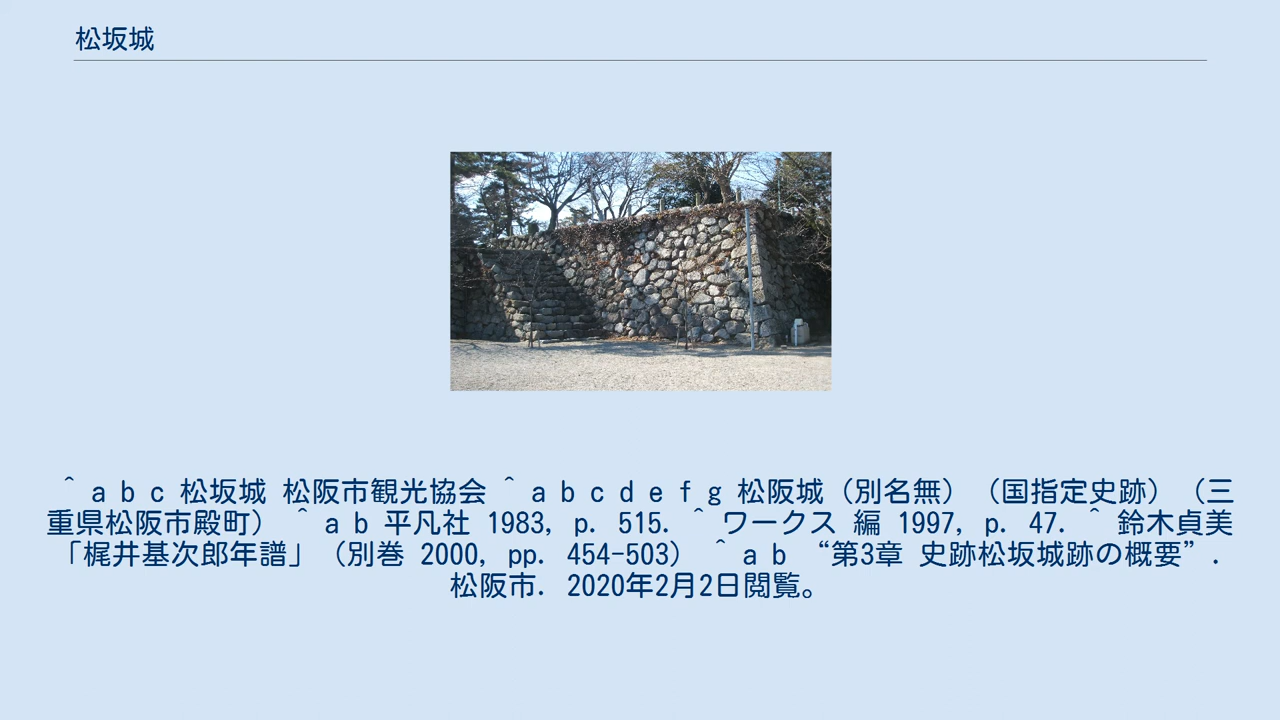 松坂城
^ a b c 松坂城 松阪市観光協会 ^ a b c d e f g 松阪城（別名無）（国指定史跡）（三
重県松阪市殿町） ^ a b 平凡社 1983, p. 515. ^ ワークス 編 1997, p. 47. ^ 鈴木貞美
「梶井基次郎年譜」（別巻 2000, pp. 454-503） ^ a b “第3章 史跡松坂城跡の概要”.
松阪市. 2020年2月2日閲覧。